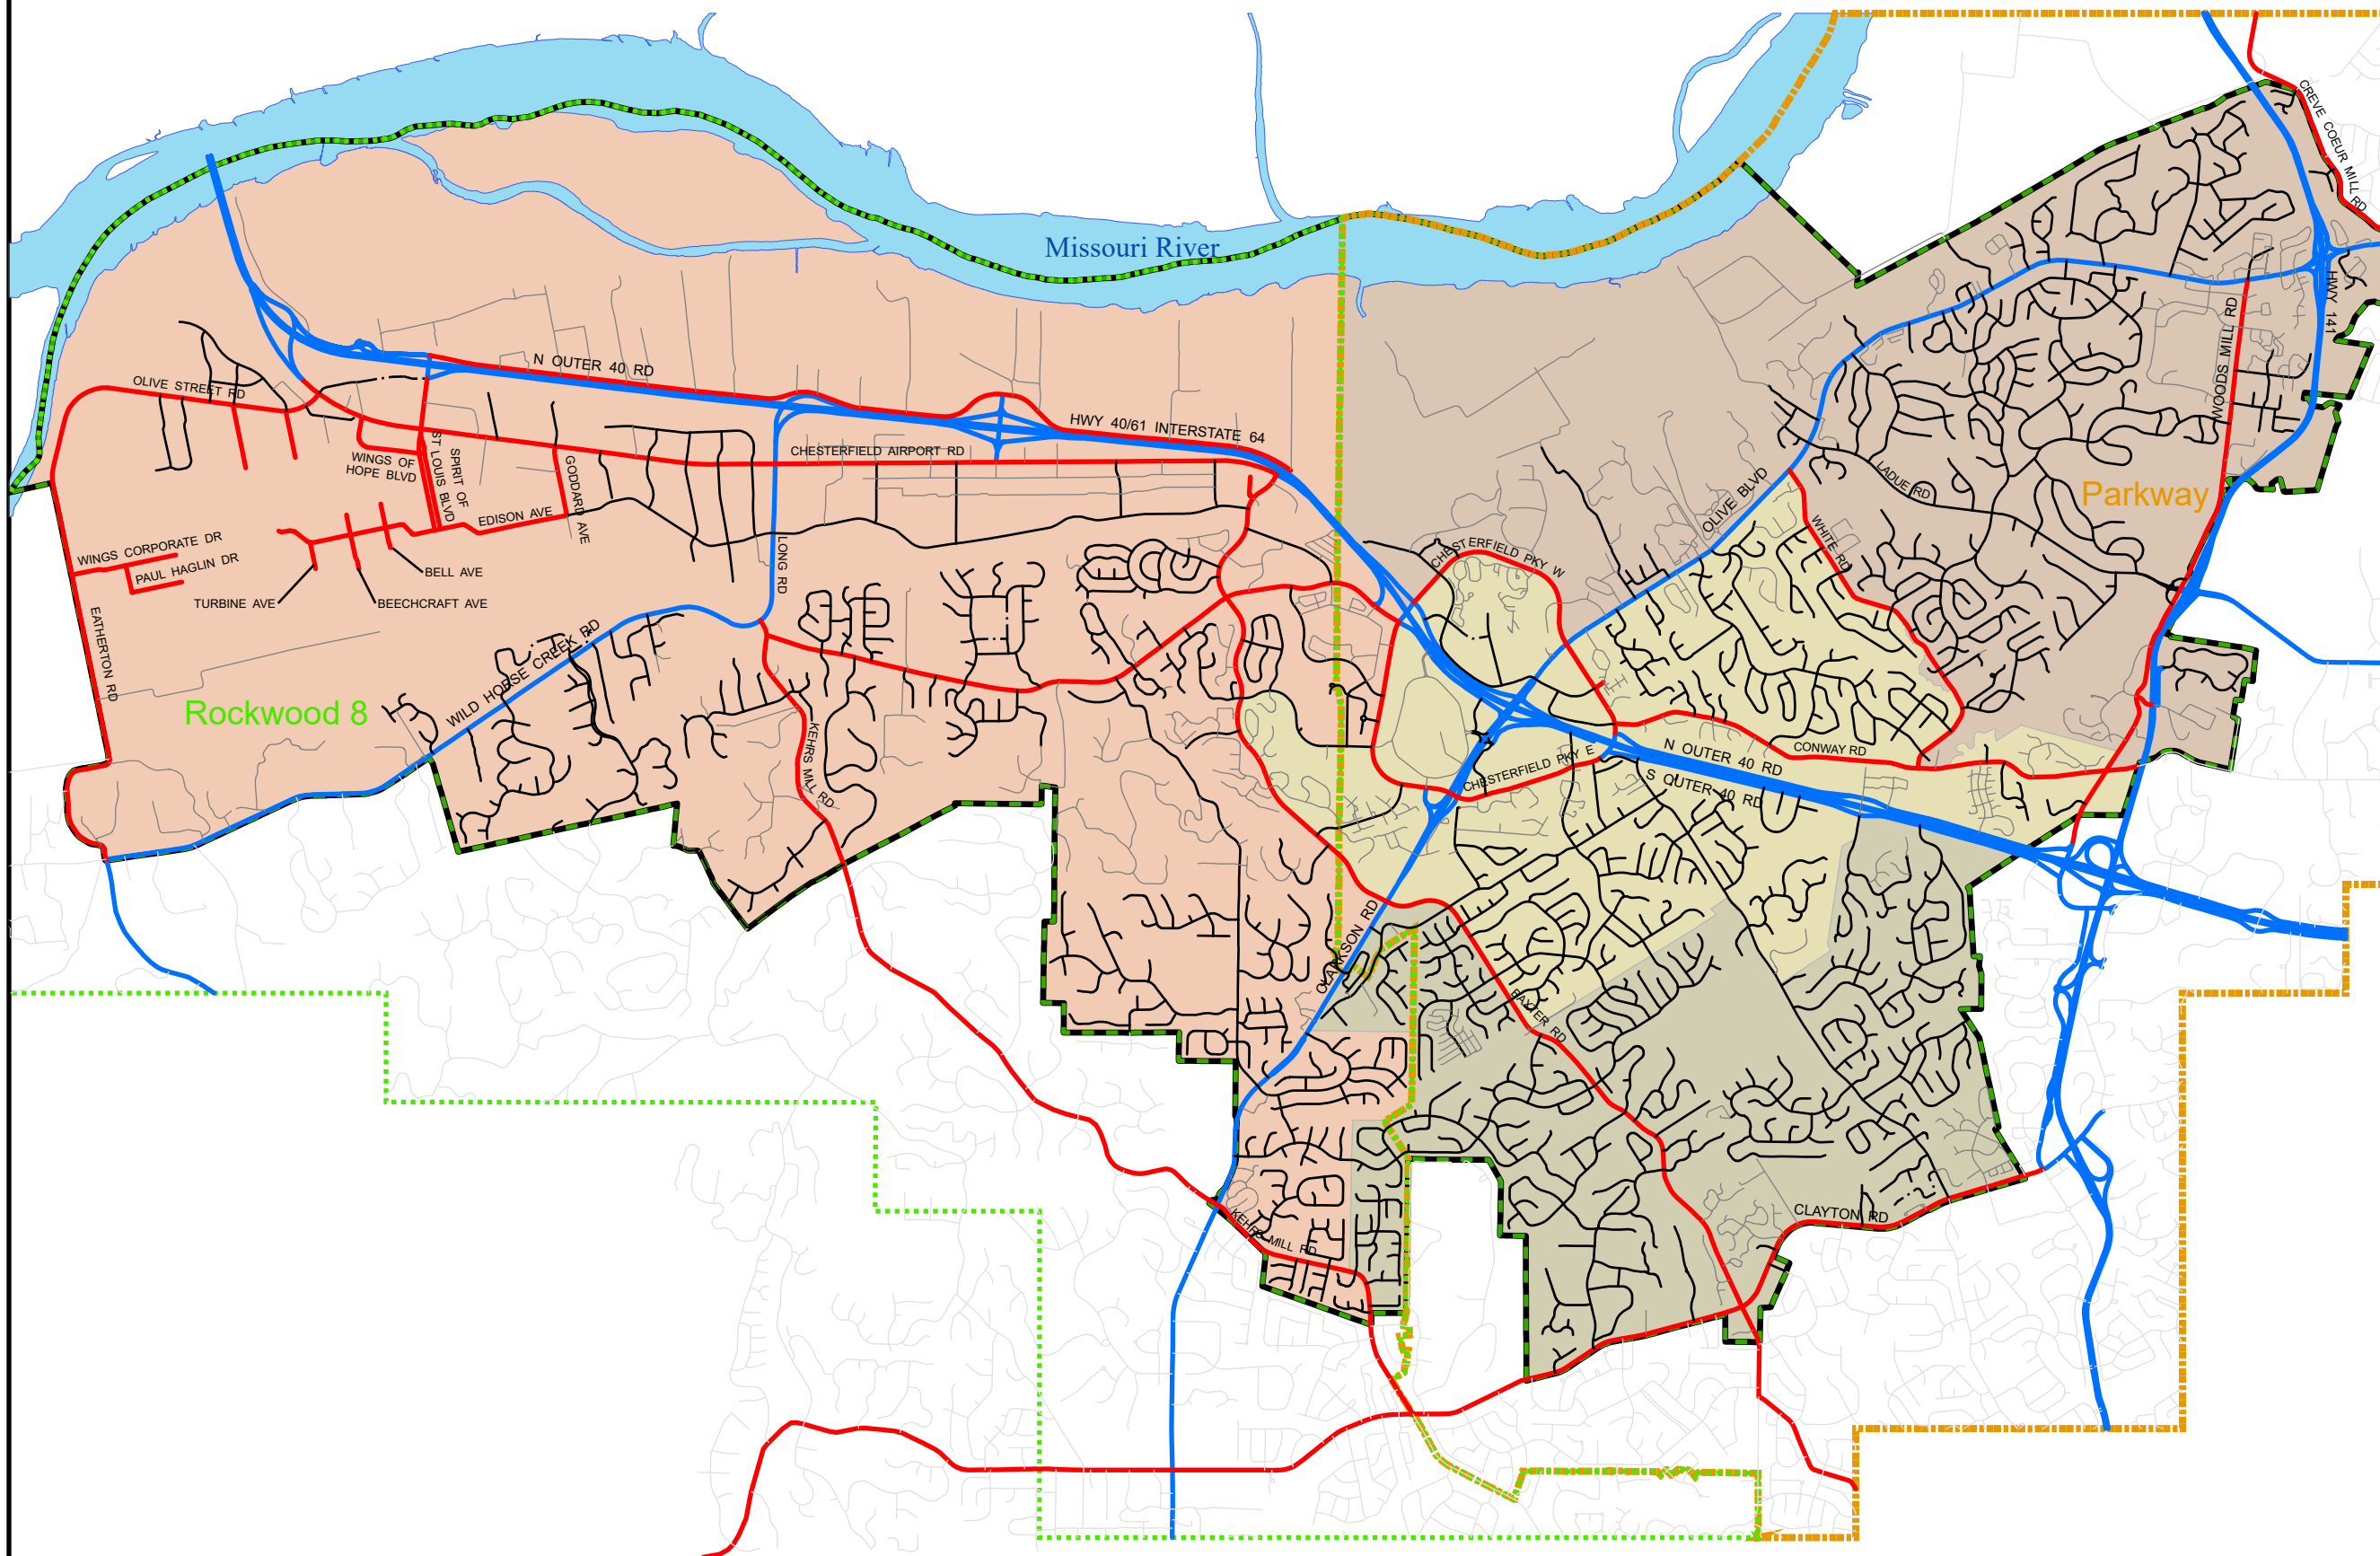 CREVE COEUR MILL RD
Missouri River
HWY 141
WOODS MILL RD
N OUTER 40 RD
OLIVE STREET RD
HWY 40/61 INTERSTATE 64
CHESTERFIELD AIRPORT RD
WINGS OF
HOPE BLVD
SPIRIT OF
ST LOUIS BLVD
GODDARD AVE
LADUE RD
Parkway
OLIVE BLVD
EDISON AVE
WHITE RD
WINGS CORPORATE DR
PAUL HAGLIN DR
BELL AVE
LONG RD
CHESTERFIELD PKY W
TURBINE AVE
BEECHCRAFT AVE
EATHERTON RD
WILD HORSE CREEK RD
Rockwood 8
KEHRS MILL RD
N OUTER 40 RD
CONWAY RD
CHESTERFIELD PKY E
S OUTER 40 RD
CLARKSON RD
BAXTER RD
CLAYTON RD
KEHRS MILL RD